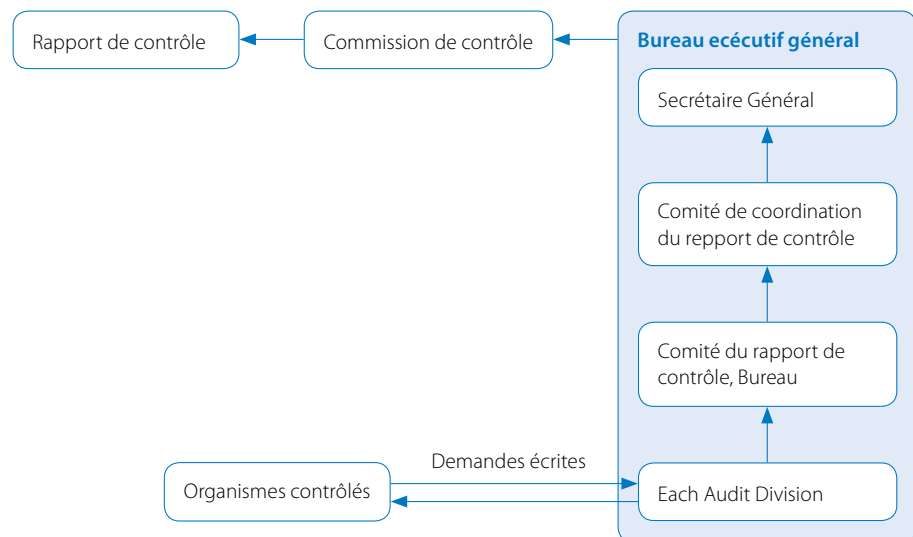 Rapport de contrôle
Commission de contrôle
Bureau ecécutif général
Secrétaire Général
Comité de coordination
du repport de contrôle
Comité du rapport de
contrôle, Bureau
Demandes écrites
Organismes contrôlés
Each Audit Division